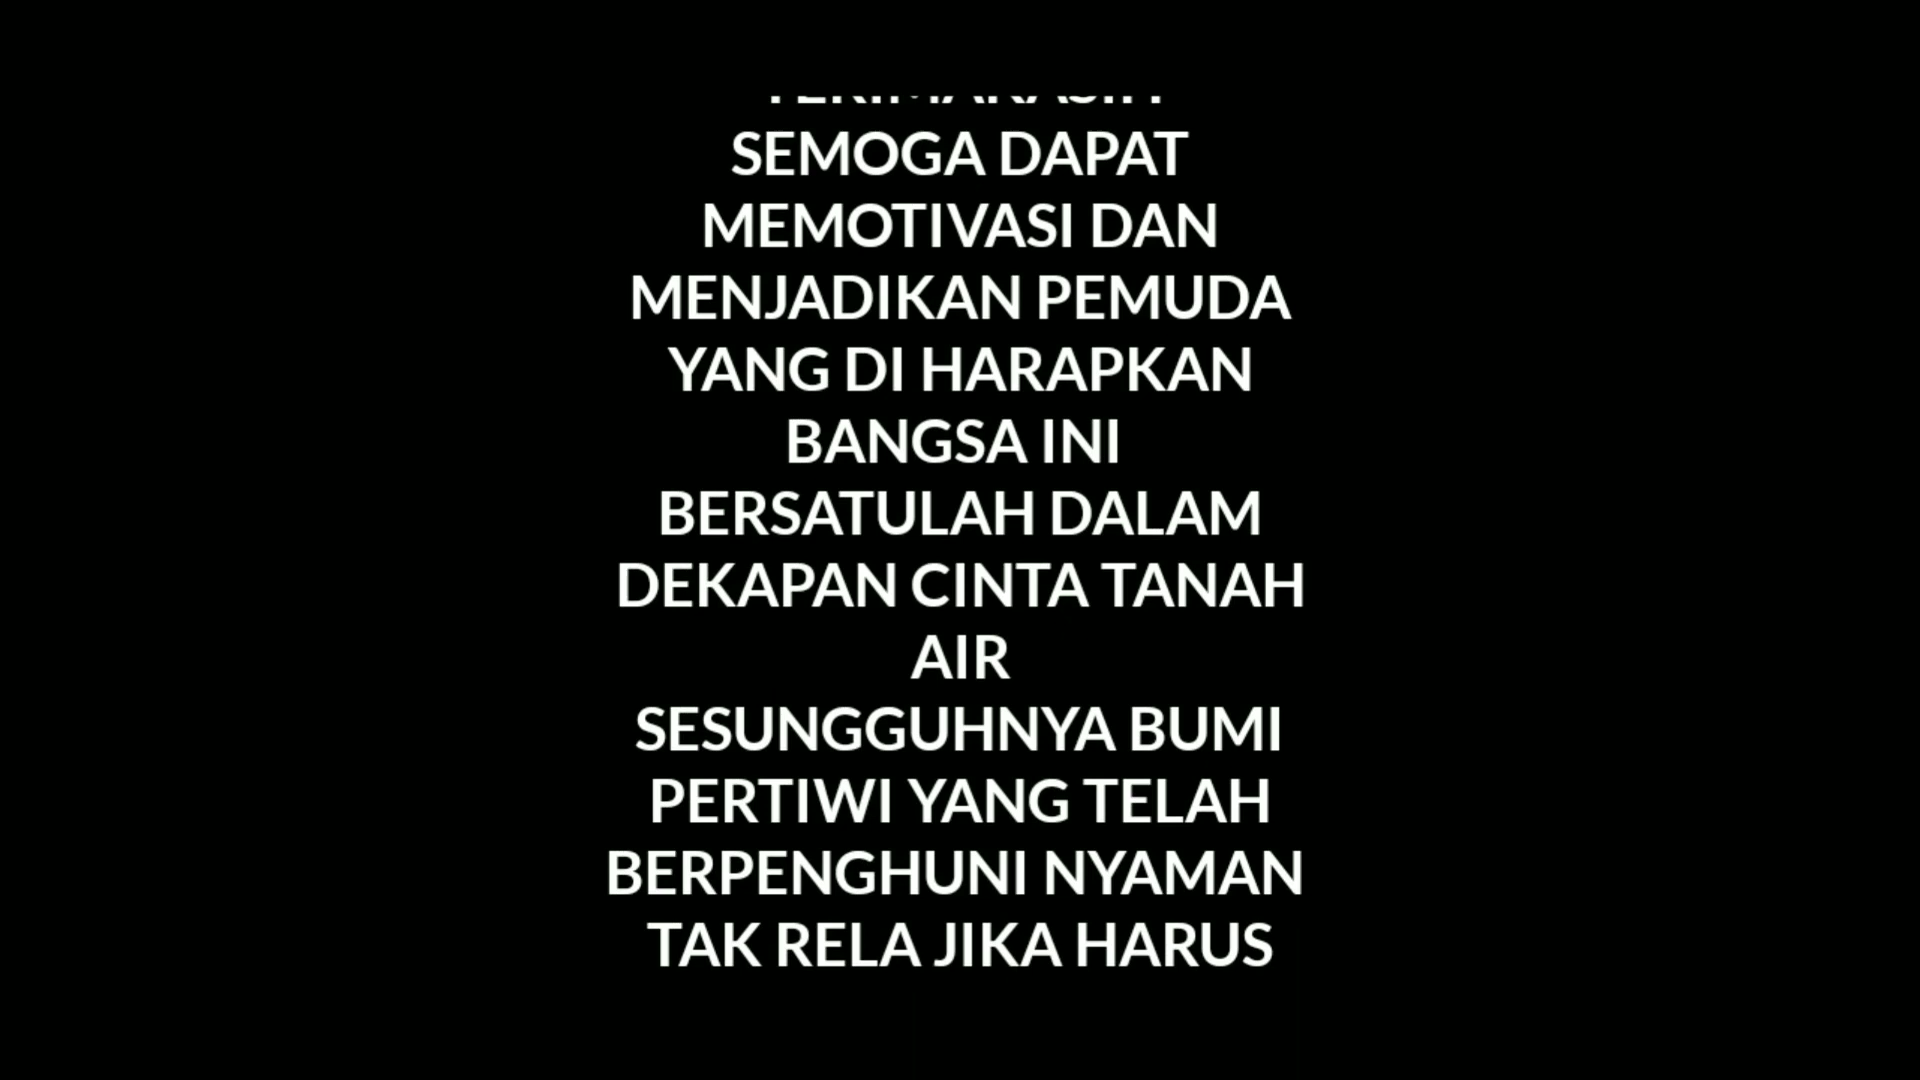 TERIMAKASIH
SEMOGA DAPAT
MEMOTIVASI DAN
MENJADIKAN PEMUDA
YANG DI HARAPKAN
BANGSA INI
BERSATULAH DALAM
DEKAPAN CINTA TANAH
AIR
SESUNGGUHNYA BUMI
PERTIWI YANG TELAH
BERPENGHUNI NYAMAN
TAK RELA JIKA HARUS